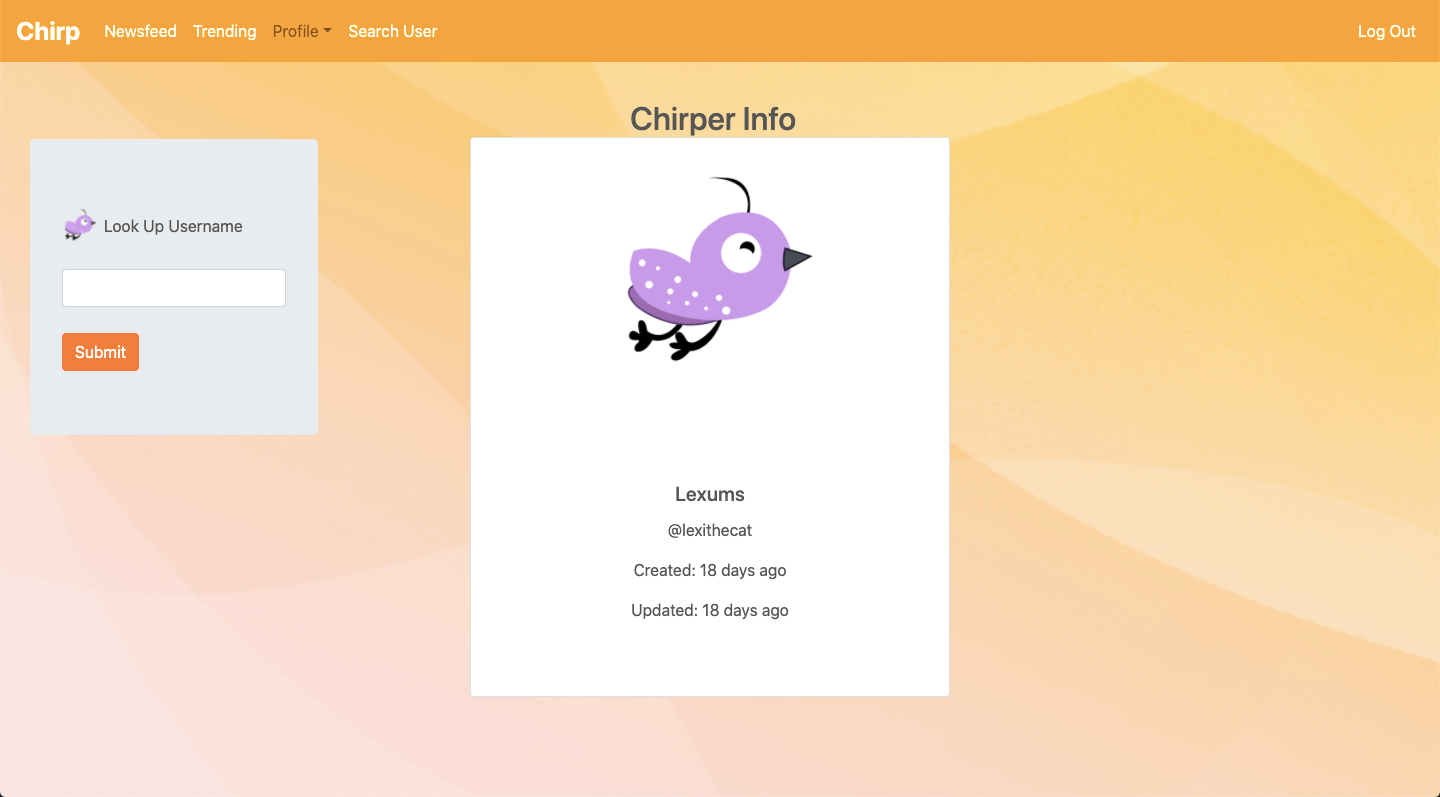 Chirp Newsfeed Trending Profile Search User Log Out
Chirper Info
Look Up Username
Submit
Lexums
@lexithecat
Created: 18 days ago
Updated: 18 days ago